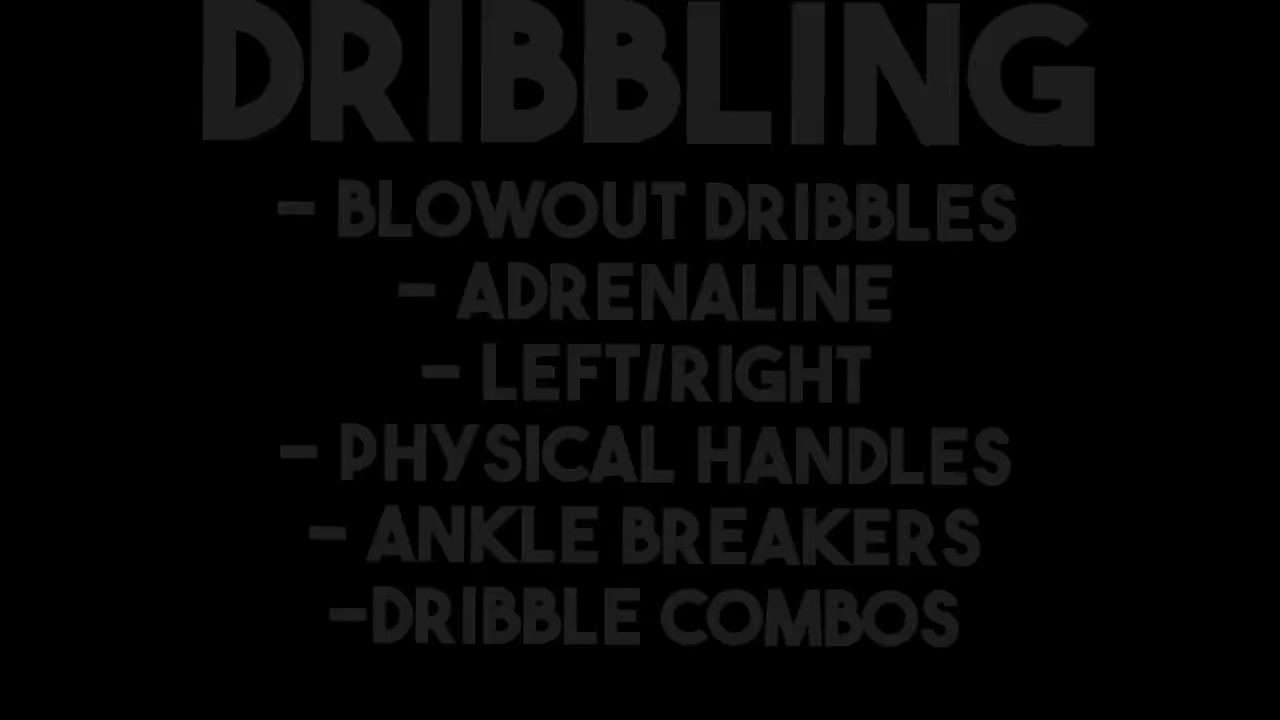 DRIBBLING
- BLOWOUT DRIBBLES
- ADRENALINE
- LEFT/RIGHT
- PHYSICAL HANDLES
- ANKLE BREAKERS
-DRIBBLE COMBOS